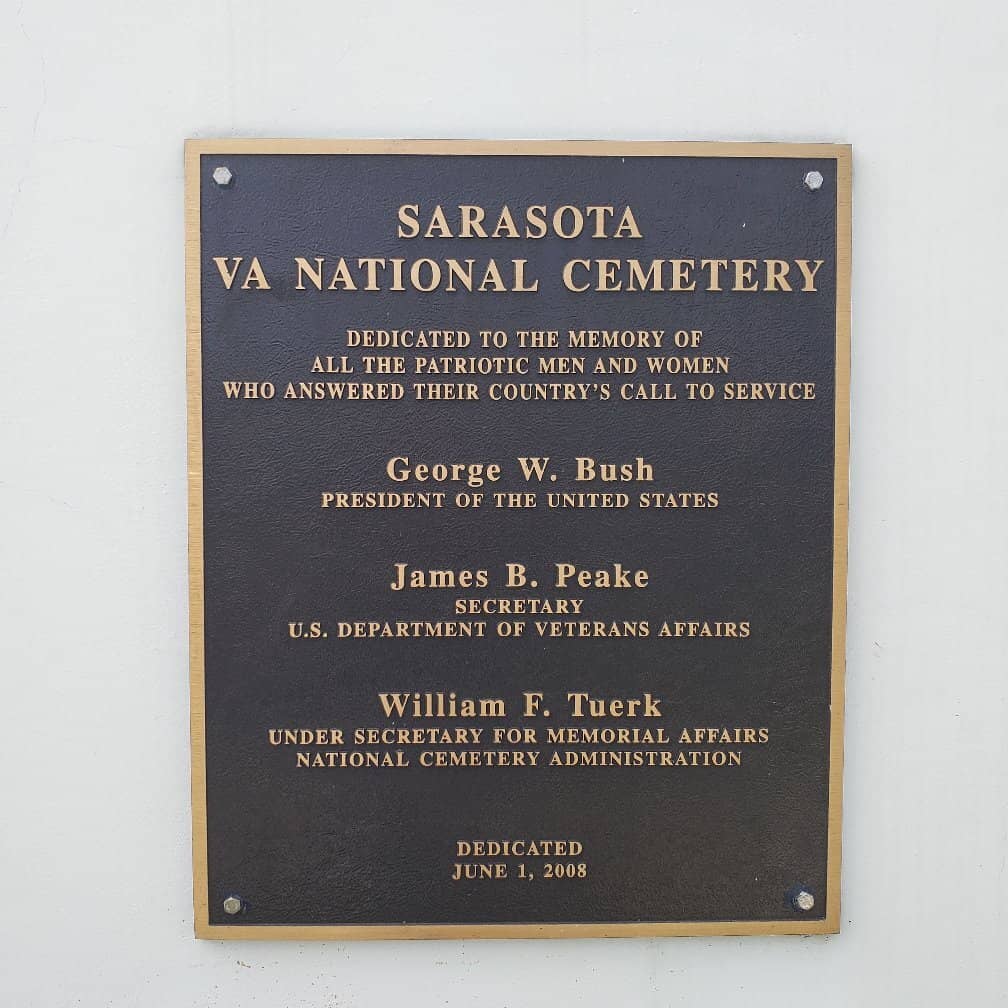 SARASOTA
VA NATIONAL CEMETERY
DEDICATED TO THE MEMORY OF
ALL THE PATRIOTIC MEN AND WOMEN
WHO ANSWERED THEIR COUNTRY'S CALL TO SERVICE
George W. Bush
PRESIDENT OF THE UNITED STATES
James B. Peake
SECRETARY
U.S. DEPARTMENT OF VETERANS AFFAIRS
William F. Tuerk
UNDER SECRETARY FOR MEMORIAL AFFAIRS
NATIONAL CEMETERY ADMINISTRATION
DEDICATED
JUNE 1, 2008